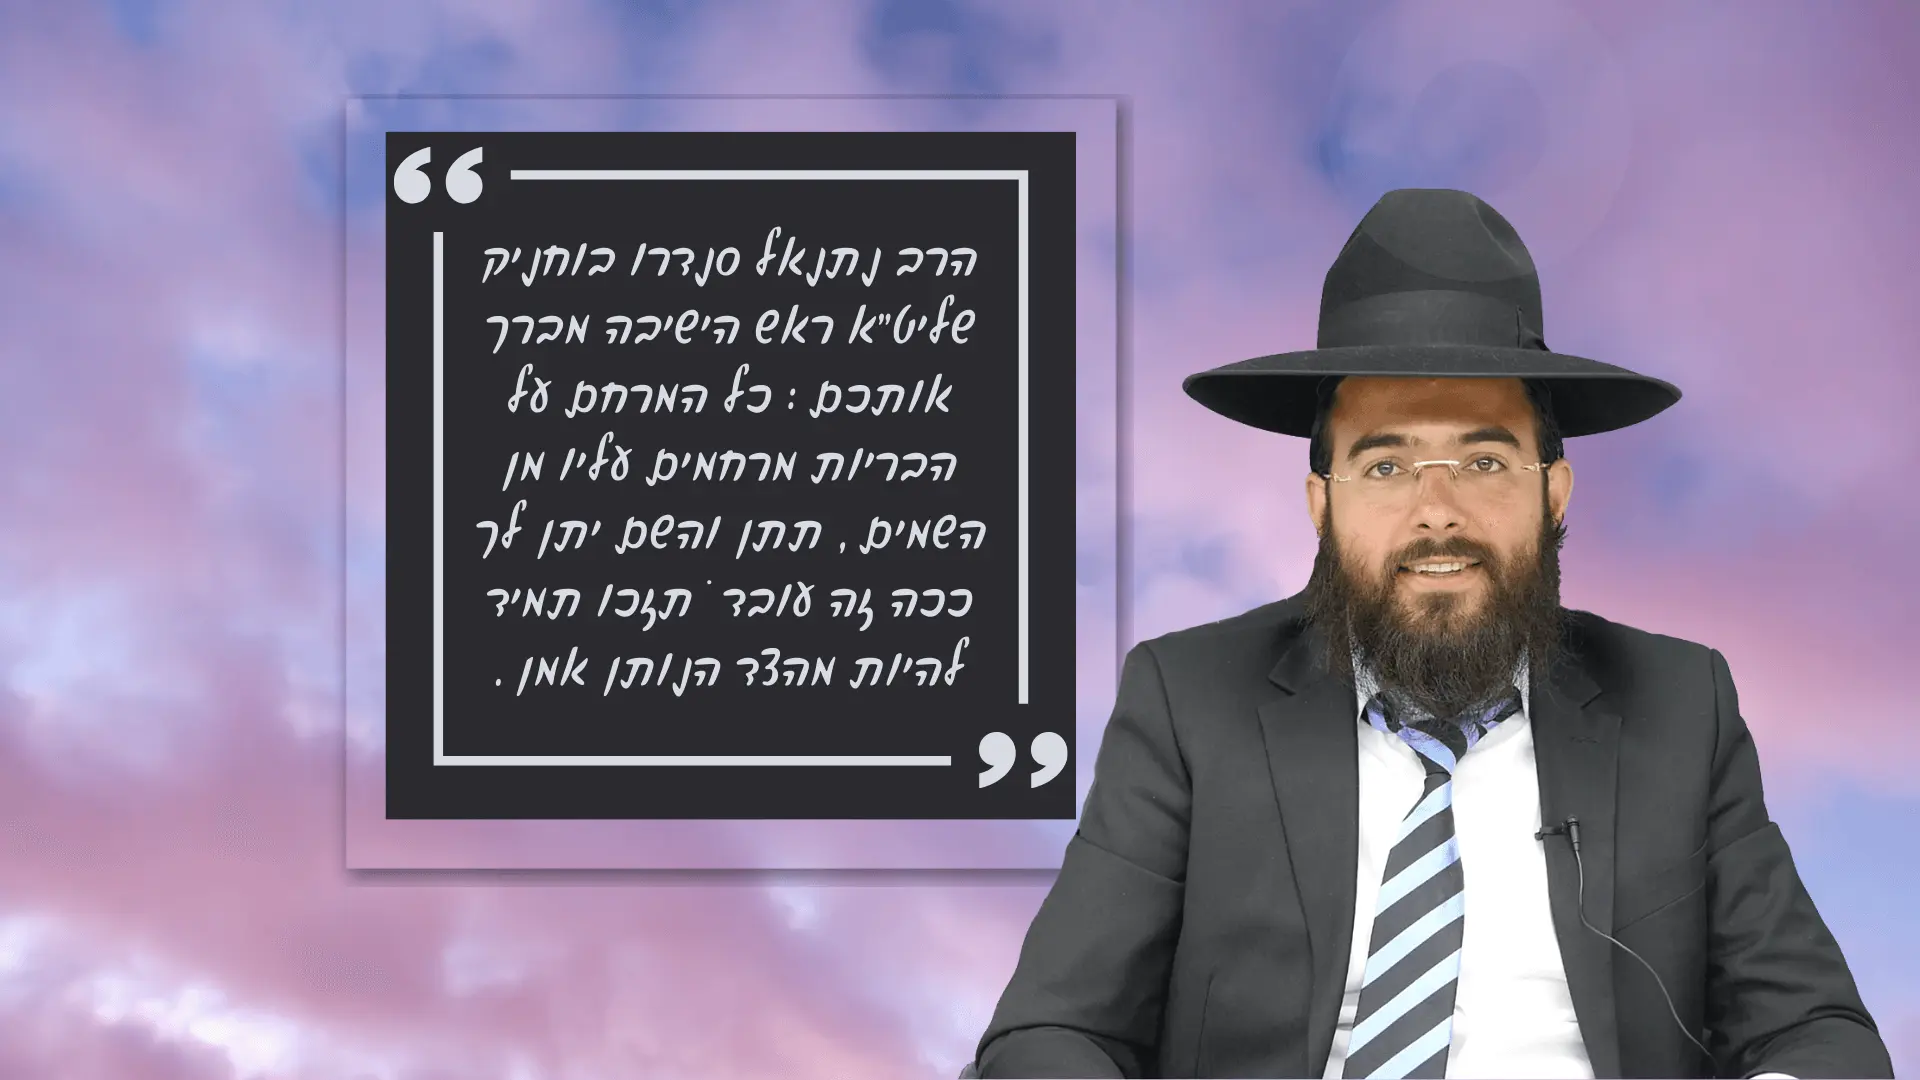 הרב נתנאל סנדרו בוחניק
שליט"א ראש הישיבה מברך
אותכם : כל המרחם על
הבריות מרחמים עליו מן
השמים , תתן והשם יתן לך
ככה זה עובד . תזכו תמיד
להיות מהצד הנותן אמן .